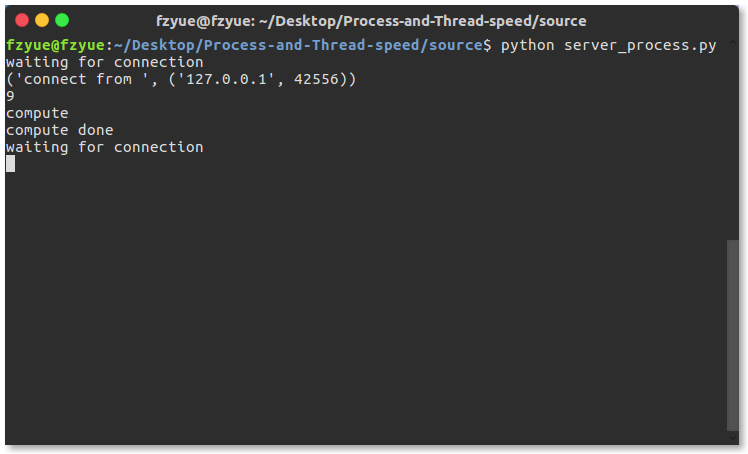 fzyue@fzyue: ~/Desktop/Process-and-Thread-speed/source
fzyue@fzyue:~/Desktop/Process-and-Thread-speed/source$ python server_process.py
waiting for connection
('connect from ', ('127.0.0.1', 42556))
9
compute
compute done
waiting for connection